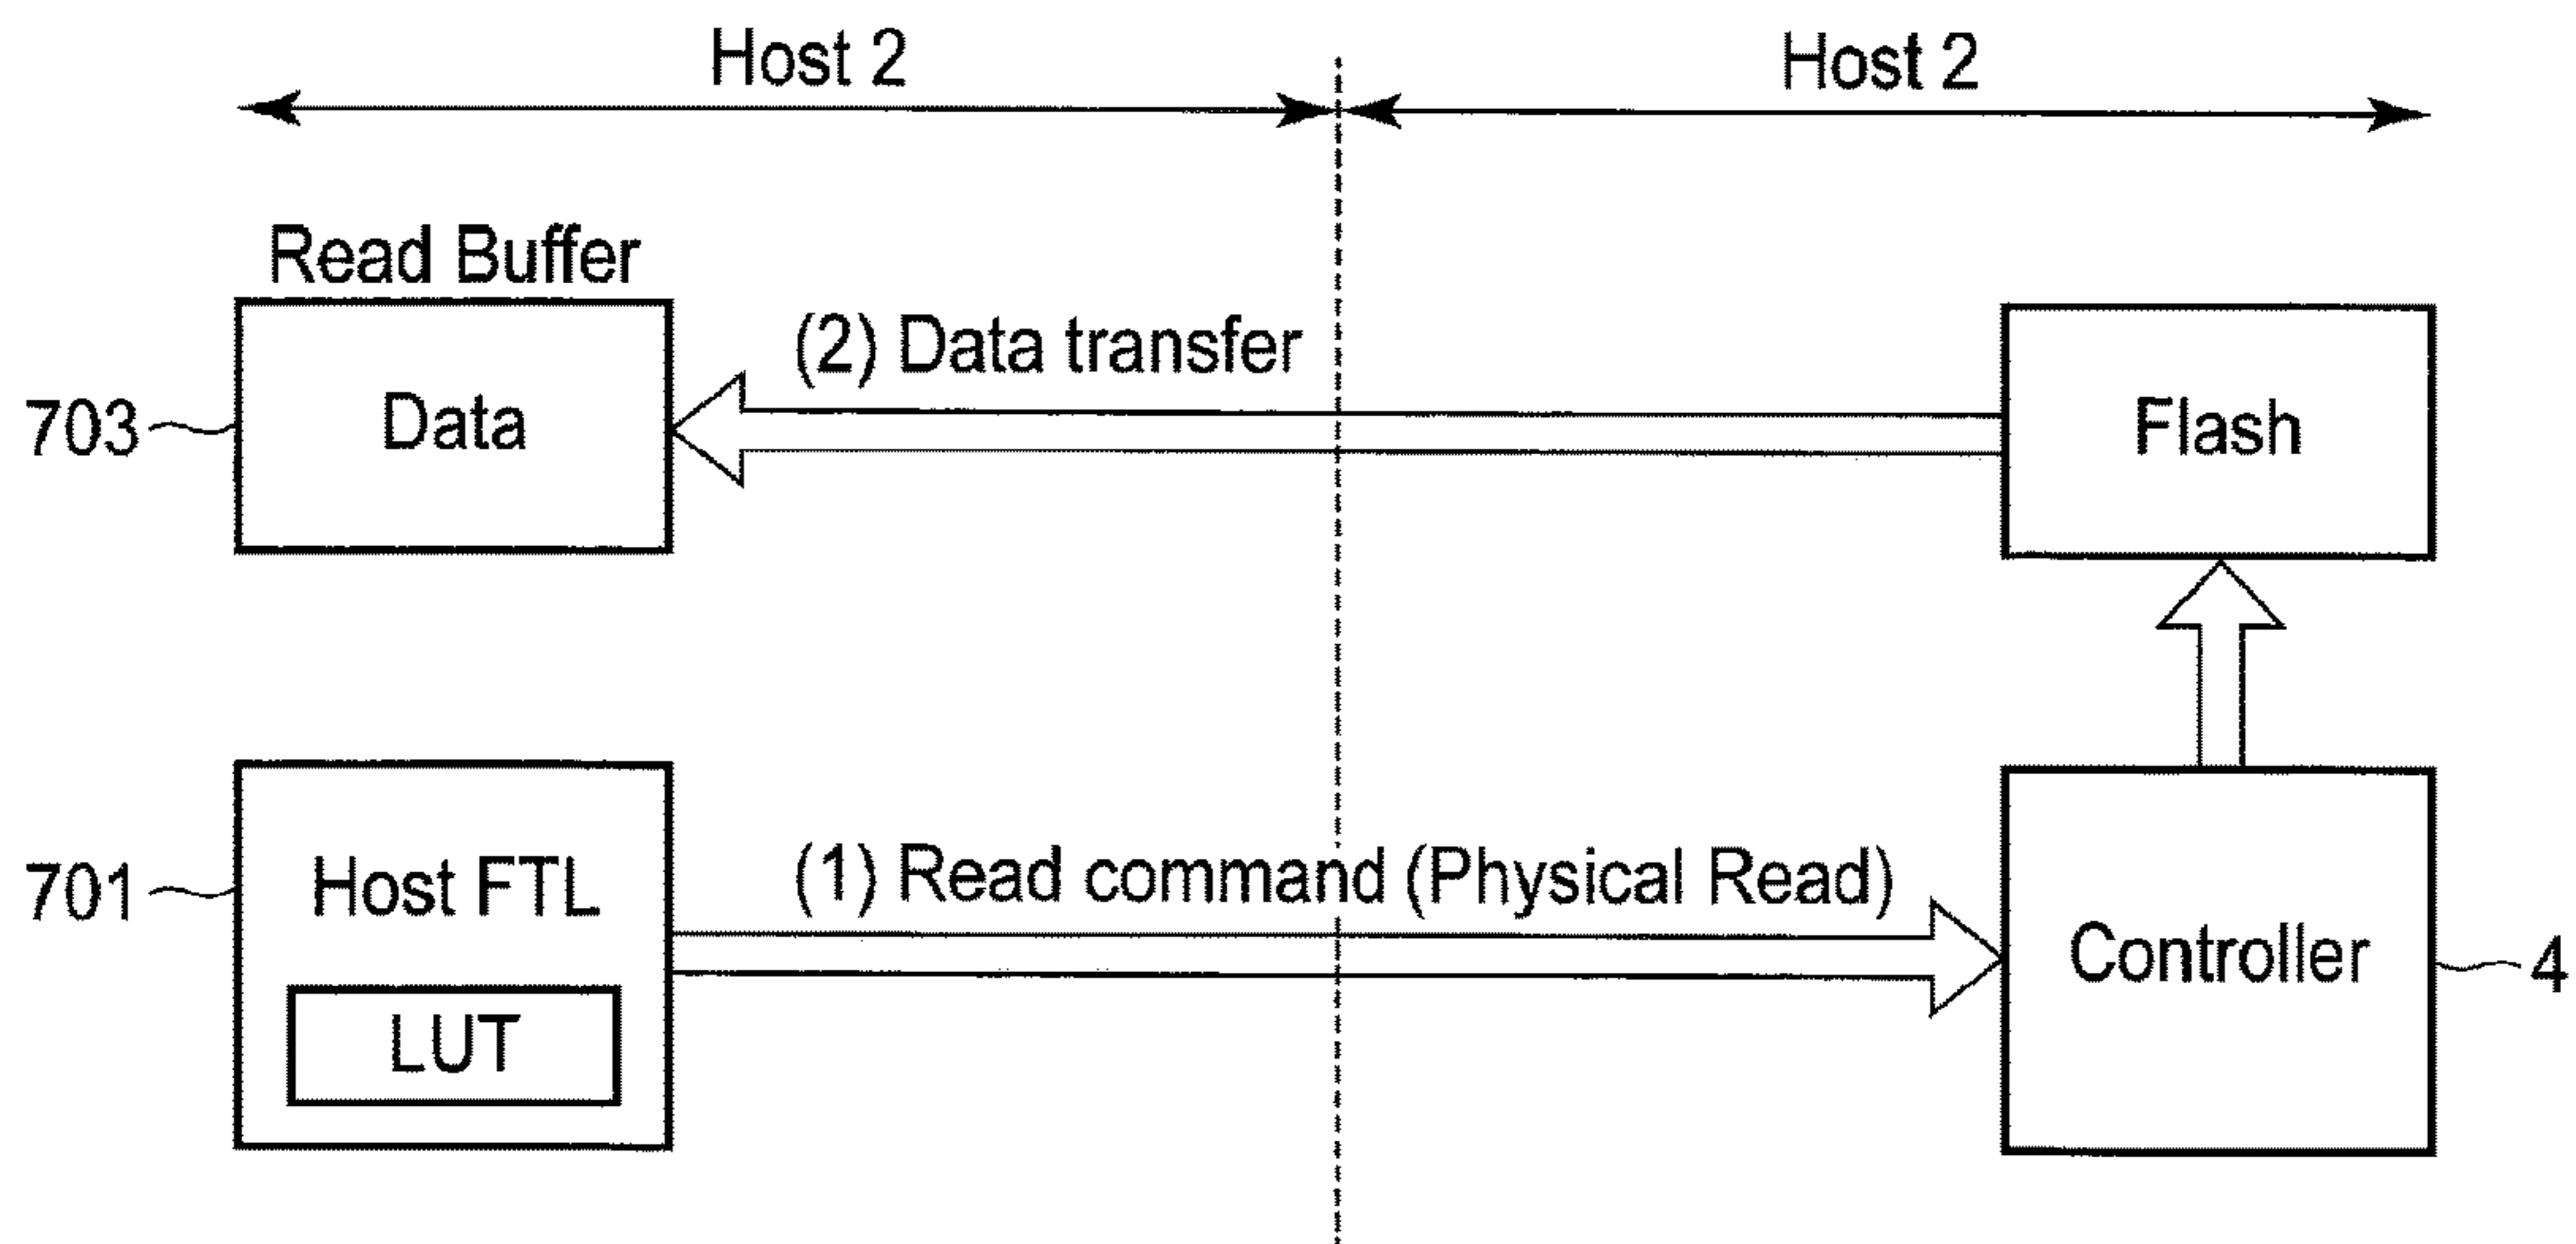 Host 2
Host 2
Read Buffer
(2) Data transfer
703
Data
Flash
(1) Read command (Physical Read)
701
Host FTL
Controller
4
LUT